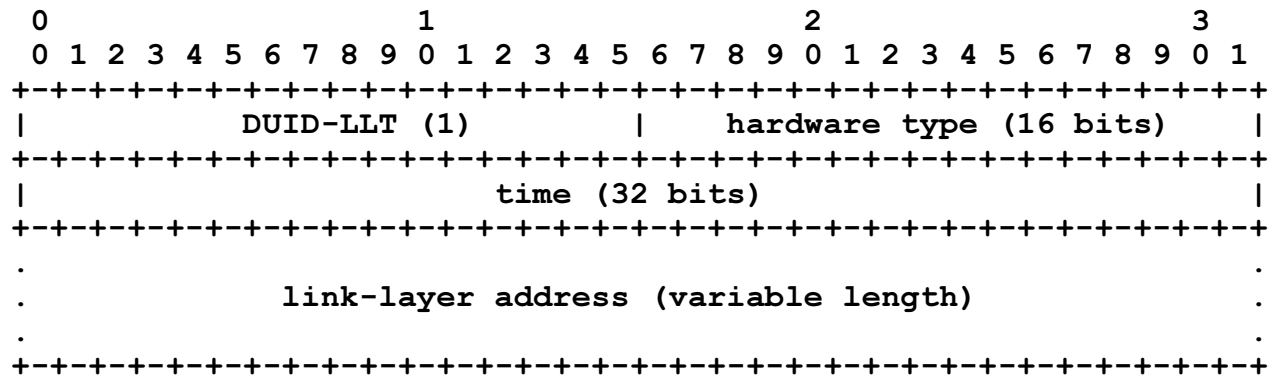 0                   1                   2                   3
 0 1 2 3 4 5 6 7 8 9 0 1 2 3 4 5 6 7 8 9 0 1 2 3 4 5 6 7 8 9 0 1
+-+-+-+-+-+-+-+-+-+-+-+-+-+-+-+-+-+-+-+-+-+-+-+-+-+-+-+-+-+-+-+-+
|           DUID-LLT (1)        |    hardware type (16 bits)    |
+-+-+-+-+-+-+-+-+-+-+-+-+-+-+-+-+-+-+-+-+-+-+-+-+-+-+-+-+-+-+-+-+
|                        time (32 bits)                         |
+-+-+-+-+-+-+-+-+-+-+-+-+-+-+-+-+-+-+-+-+-+-+-+-+-+-+-+-+-+-+-+-+
.                                                               .
.             link-layer address (variable length)              .
.                                                               .
+-+-+-+-+-+-+-+-+-+-+-+-+-+-+-+-+-+-+-+-+-+-+-+-+-+-+-+-+-+-+-+-+